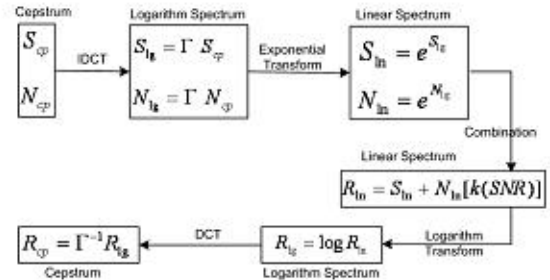 Cepstrum
S_cp
N_cp
IDCT
Logarithm Spectrum
S_lg = Γ S_cp
N_lg = Γ N_cp
Exponential
Transform
Linear Spectrum
S_ln = e^{S_lg}
N_ln = e^{N_lg}
Combination
Linear Spectrum
R_ln = S_ln + N_ln[k(SNR)]
Logarithm
Transform
R_lg = log R_ln
Logarithm Spectrum
DCT
R_cp = Γ^{-1} R_lg
Cepstrum